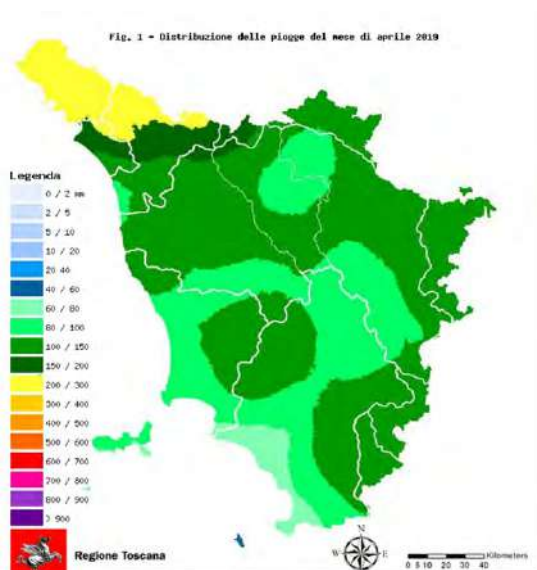 Fig. 1 - Distribuzione delle piogge del mese di aprile 2019
Legenda
0 / 2 mm
2 / 5
5 / 10
10 / 20
20 40
40 / 60
60 / 80
80 / 100
100 / 150
150 / 200
200 / 300
300 / 400
400 / 500
500 / 600
600 / 700
700 / 800
800 / 900
> 900
Regione Toscana
N
W E
S
0 5 10 20 30 40 Kilometers